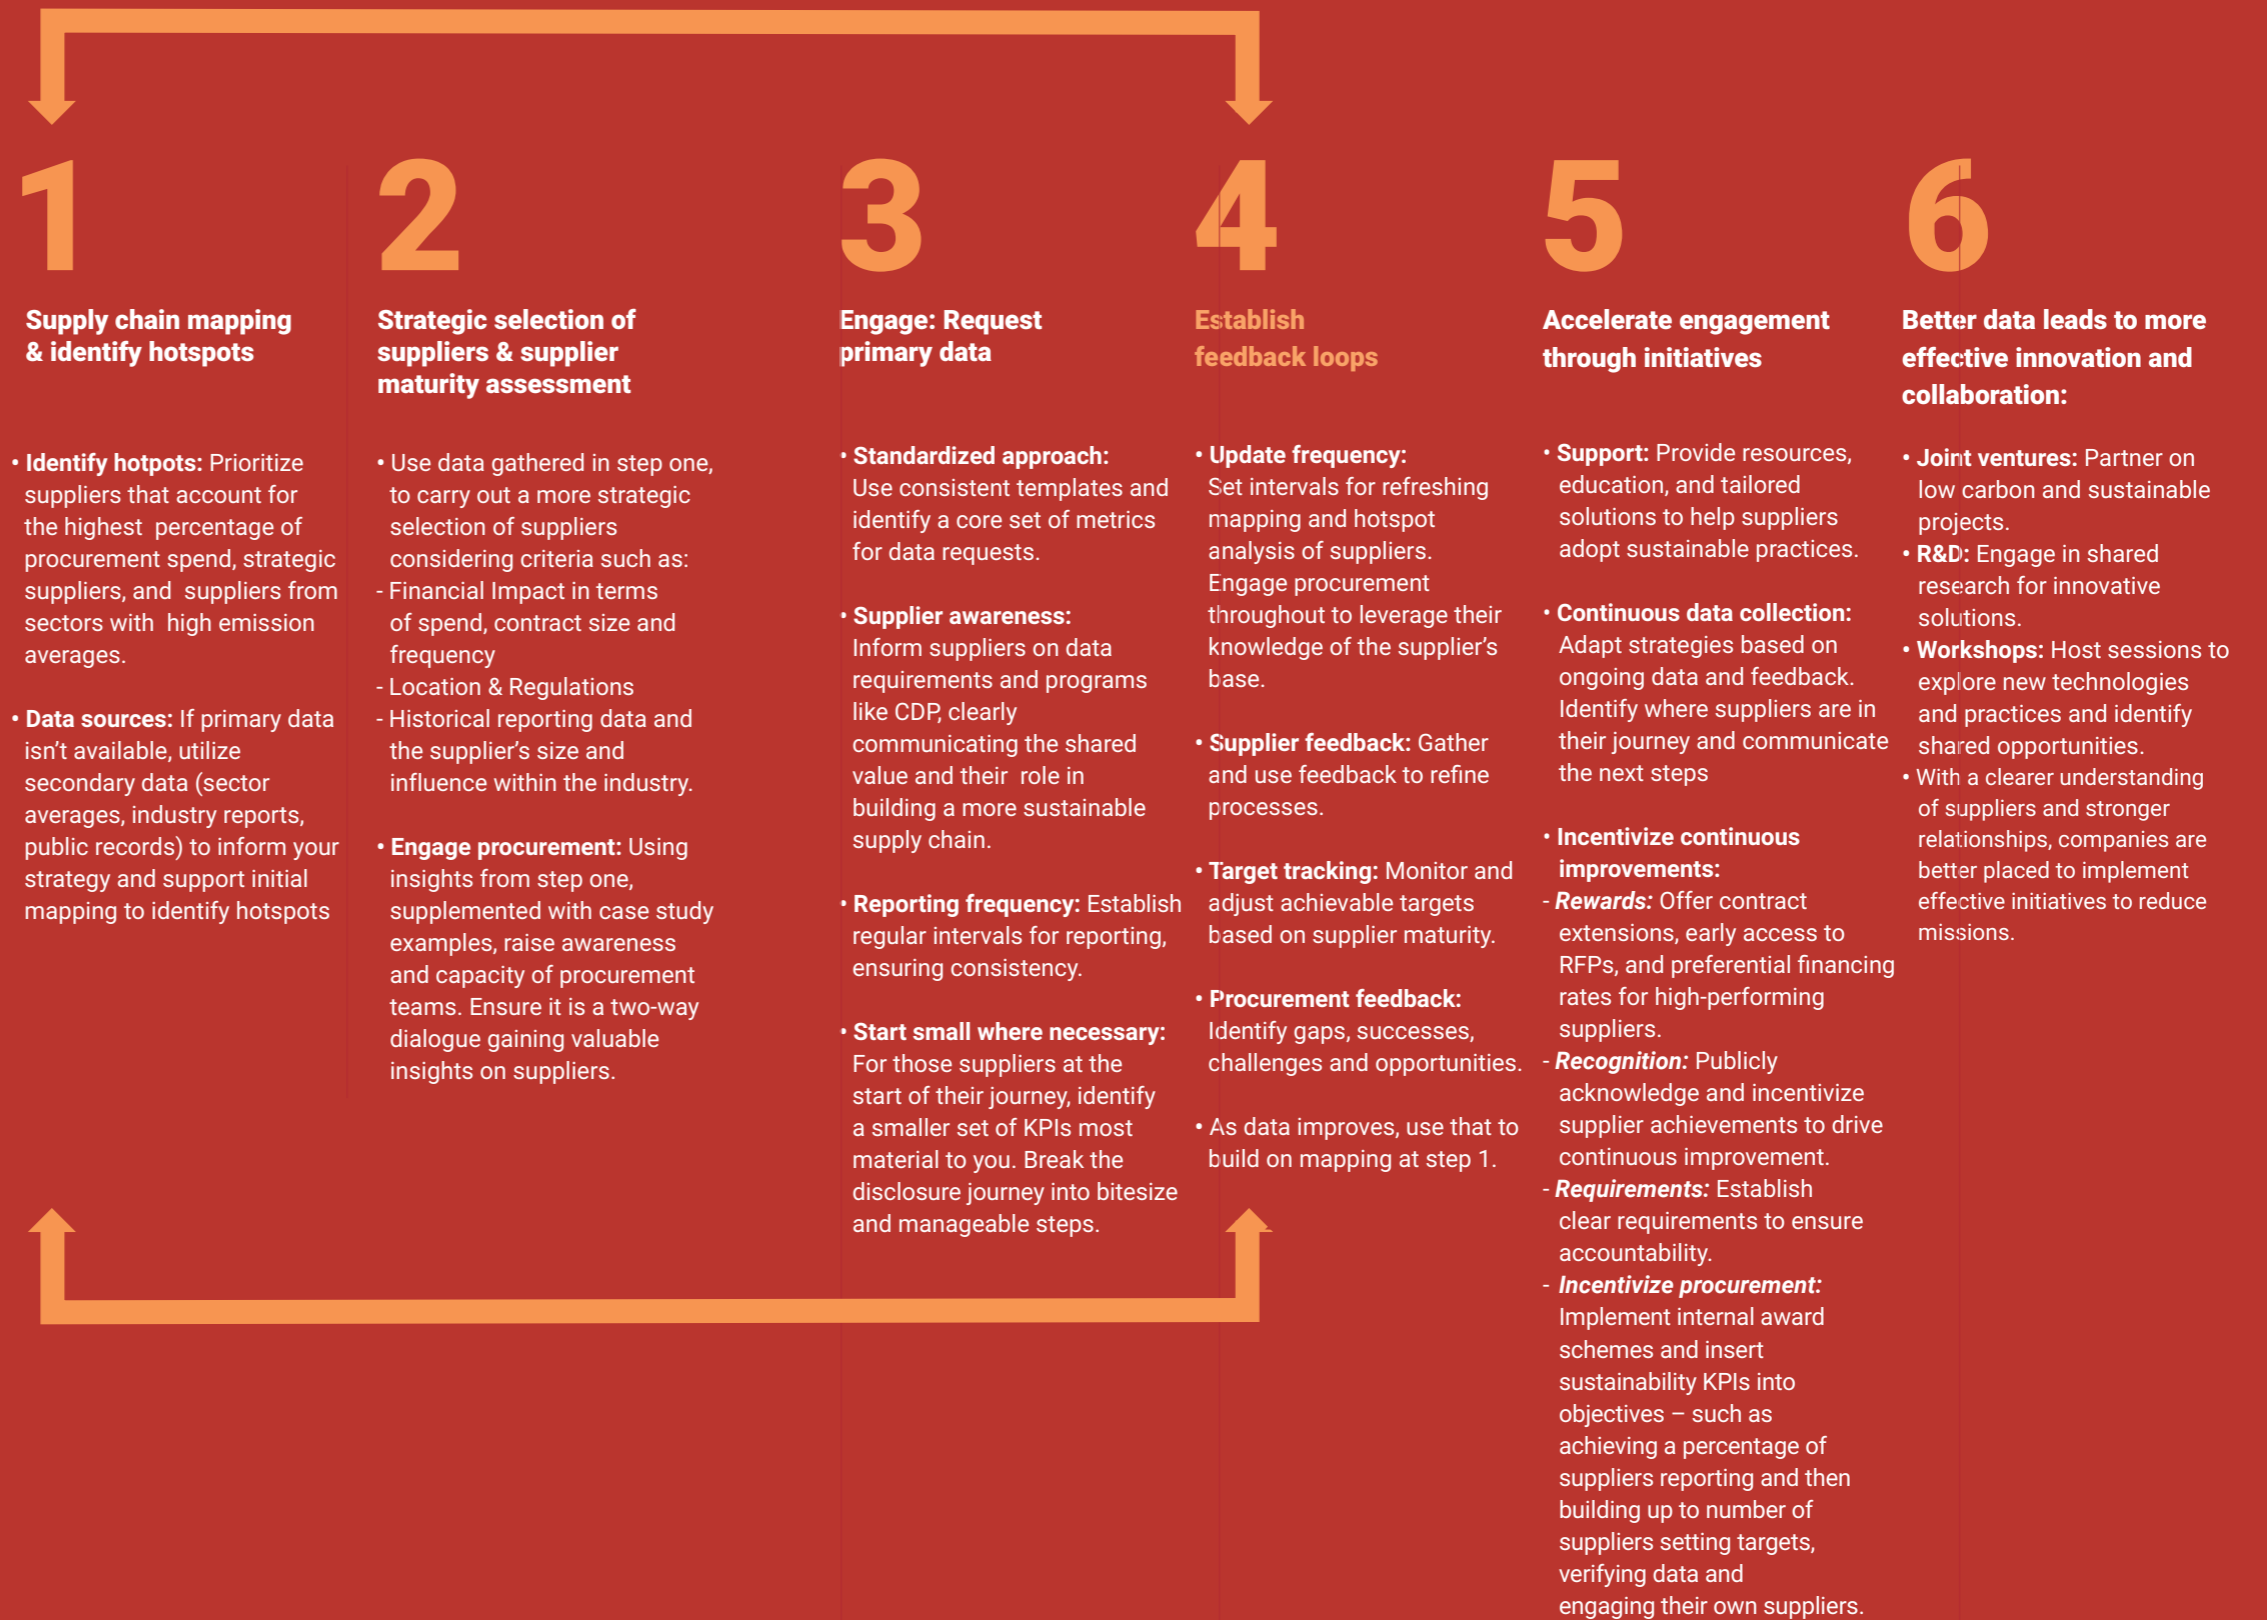 1
Supply chain mapping
& identify hotspots
• Identify hotpots: Prioritize
suppliers that account for
the highest percentage of
procurement spend, strategic
suppliers, and suppliers from
sectors with high emission
averages.
• Data sources: If primary data
isn't available, utilize
secondary data (sector
averages, industry reports,
public records) to inform your
strategy and support initial
mapping to identify hotspots
2
Strategic selection of
suppliers & supplier
maturity assessment
• Use data gathered in step one,
to carry out a more strategic
selection of suppliers
considering criteria such as:
- Financial Impact in terms
of spend, contract size and
frequency
- Location & Regulations
- Historical reporting data and
the supplier's size and
influence within the industry.
• Engage procurement: Using
insights from step one,
supplemented with case study
examples, raise awareness
and capacity of procurement
teams. Ensure it is a two-way
dialogue gaining valuable
insights on suppliers.
3
Engage: Request
primary data
• Standardized approach:
Use consistent templates and
identify a core set of metrics
for data requests.
• Supplier awareness:
Inform suppliers on data
requirements and programs
like CDP, clearly
communicating the shared
value and their role in
building a more sustainable
supply chain.
• Reporting frequency: Establish
regular intervals for reporting,
ensuring consistency.
• Start small where necessary:
For those suppliers at the
start of their journey, identify
a smaller set of KPIs most
material to you. Break the
disclosure journey into bitesize
and manageable steps.
4
Establish
feedback loops
• Update frequency:
Set intervals for refreshing
mapping and hotspot
analysis of suppliers.
Engage procurement
throughout to leverage their
knowledge of the supplier's
base.
• Supplier feedback: Gather
and use feedback to refine
processes.
• Target tracking: Monitor and
adjust achievable targets
based on supplier maturity.
• Procurement feedback:
Identify gaps, successes,
challenges and opportunities.
• As data improves, use that to
build on mapping at step 1.
5
Accelerate engagement
through initiatives
• Support: Provide resources,
education, and tailored
solutions to help suppliers
adopt sustainable practices.
• Continuous data collection:
Adapt strategies based on
ongoing data and feedback.
Identify where suppliers are in
their journey and communicate
the next steps
• Incentivize continuous
improvements:
- Rewards: Offer contract
extensions, early access to
RFPs, and preferential financing
rates for high-performing
suppliers.
- Recognition: Publicly
acknowledge and incentivize
supplier achievements to drive
continuous improvement.
- Requirements: Establish
clear requirements to ensure
accountability.
- Incentivize procurement:
Implement internal award
schemes and insert
sustainability KPIs into
objectives – such as
achieving a percentage of
suppliers reporting and then
building up to number of
suppliers setting targets,
verifying data and
engaging their own suppliers.
6
Better data leads to more
effective innovation and
collaboration:
• Joint ventures: Partner on
low carbon and sustainable
projects.
• R&D: Engage in shared
research for innovative
solutions.
• Workshops: Host sessions to
explore new technologies
and practices and identify
shared opportunities.
• With a clearer understanding
of suppliers and stronger
relationships, companies are
better placed to implement
effective initiatives to reduce
missions.